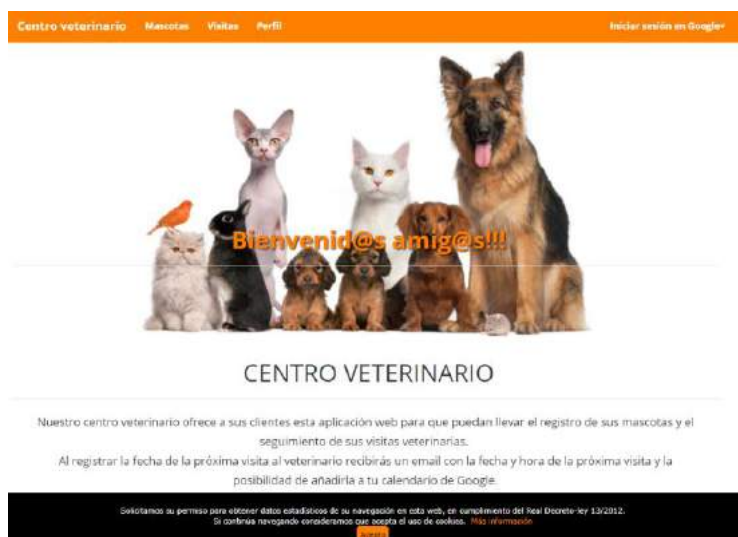 Centro veterinario Mascotas Visitas Perfil Iniciar sesión en Google+
Bienvenid@s amig@s!!!
CENTRO VETERINARIO
Nuestro centro veterinario ofrece a sus clientes esta aplicación web para que puedan llevar el registro de sus mascotas y el
seguimiento de sus visitas veterinarias.
Al registrar la fecha de la próxima visita al veterinario recibirás un email con la fecha y hora de la próxima visita y la
posibilidad de añadirla a tu calendario de Google.
Solicitamos su permiso para obtener datos estadísticos de su navegación en esta web, en cumplimiento del Real Decreto-ley 13/2012.
Si continúa navegando consideramos que acepta el uso de cookies. Más información
Acepto